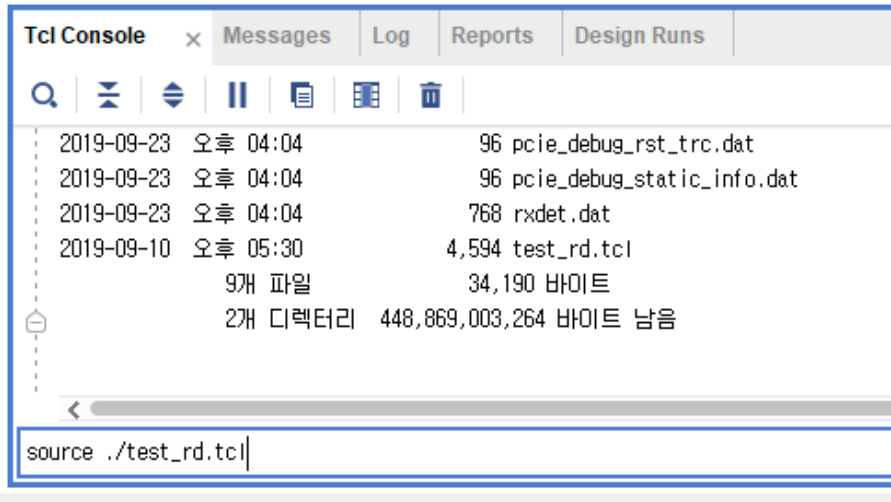 Tcl Console × Messages Log Reports Design Runs
2019-09-23 오후 04:04 96 pcie_debug_rst_trc.dat
2019-09-23 오후 04:04 96 pcie_debug_static_info.dat
2019-09-23 오후 04:04 768 rxdet.dat
2019-09-10 오후 05:30 4,594 test_rd.tcl
9개 파일 34,190 바이트
2개 디렉터리 448,869,003,264 바이트 남음
source ./test_rd.tcl